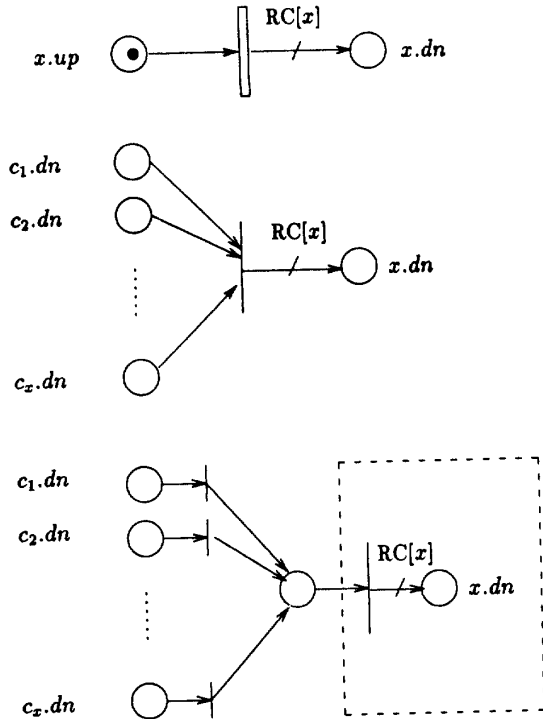 RC[x]
x.up
x.dn
c₁.dn
c₂.dn
RC[x]
x.dn
cₓ.dn
c₁.dn
c₂.dn
RC[x]
x.dn
cₓ.dn